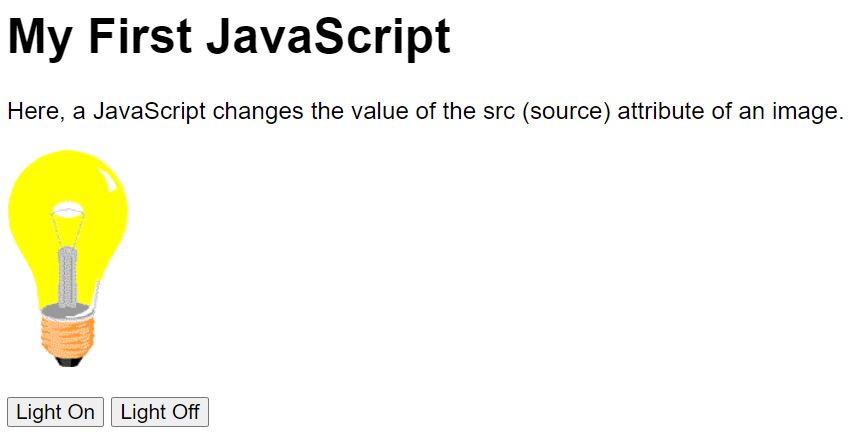 My First JavaScript
Here, a JavaScript changes the value of the src (source) attribute of an image.
Light On Light Off